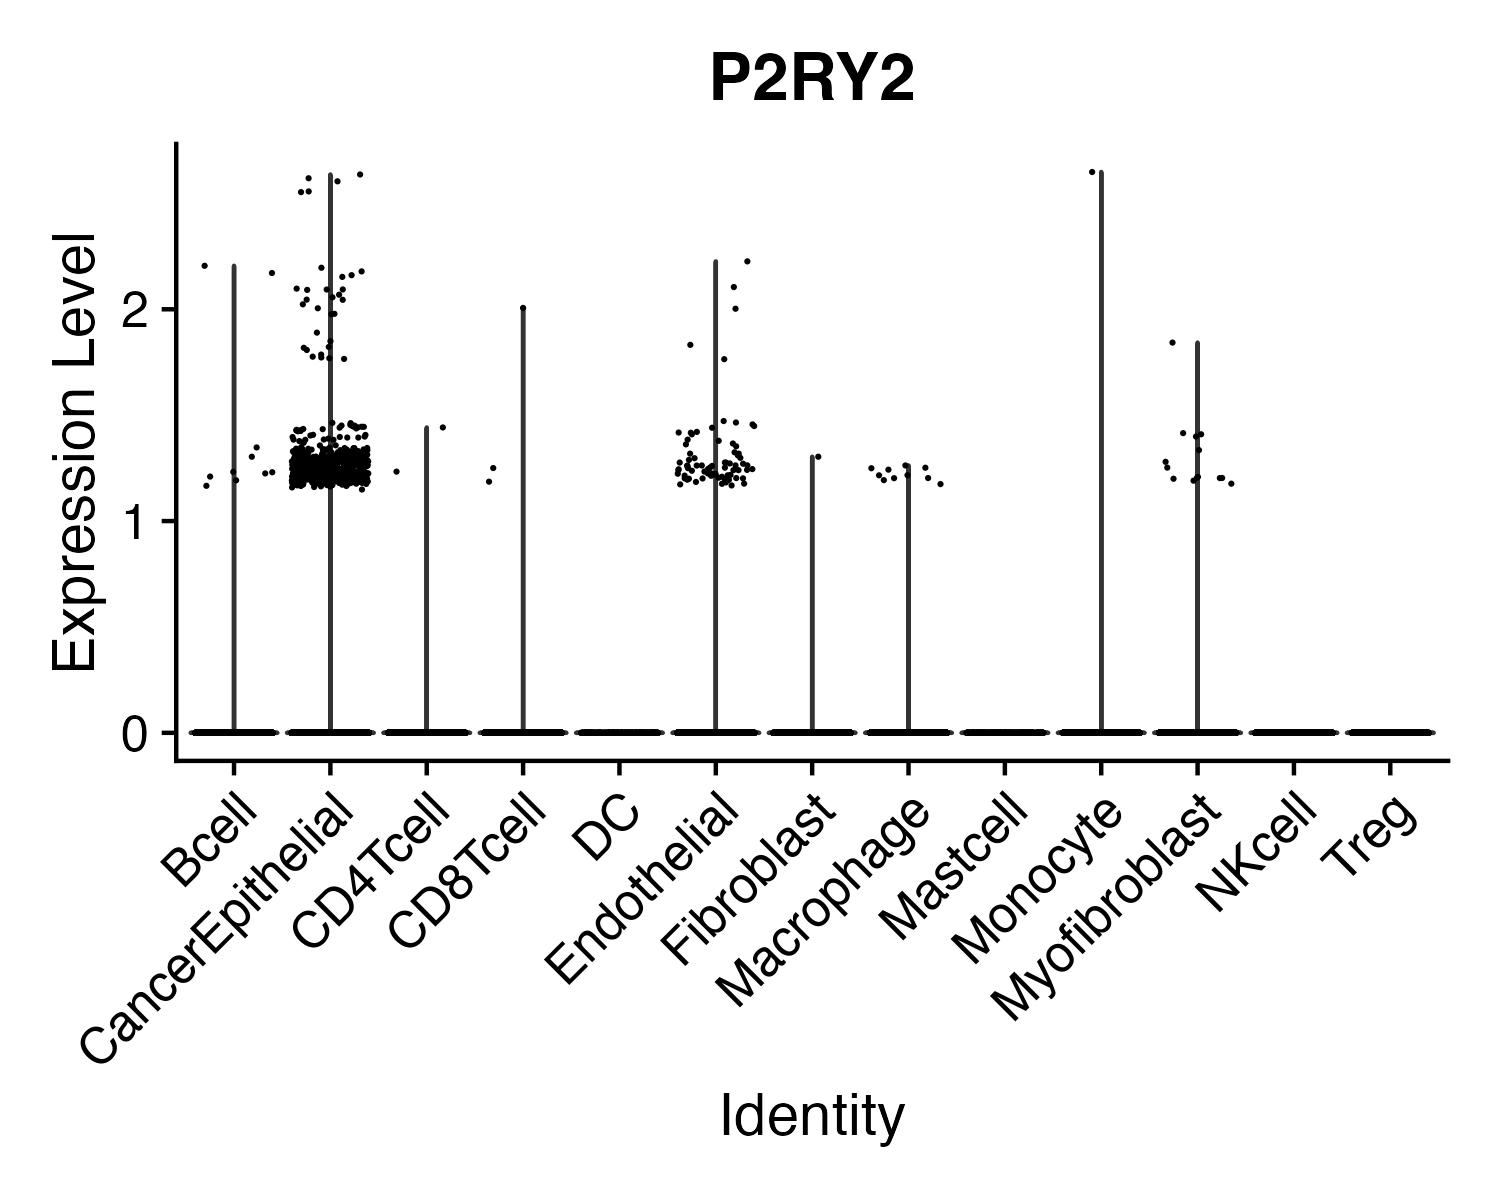 P2RY2
Expression Level
2
1
0
Bcell
CancerEpithelial
CD4Tcell
CD8Tcell
DC
Endothelial
Fibroblast
Macrophage
Mastcell
Monocyte
Myofibroblast
NKcell
Treg
Identity